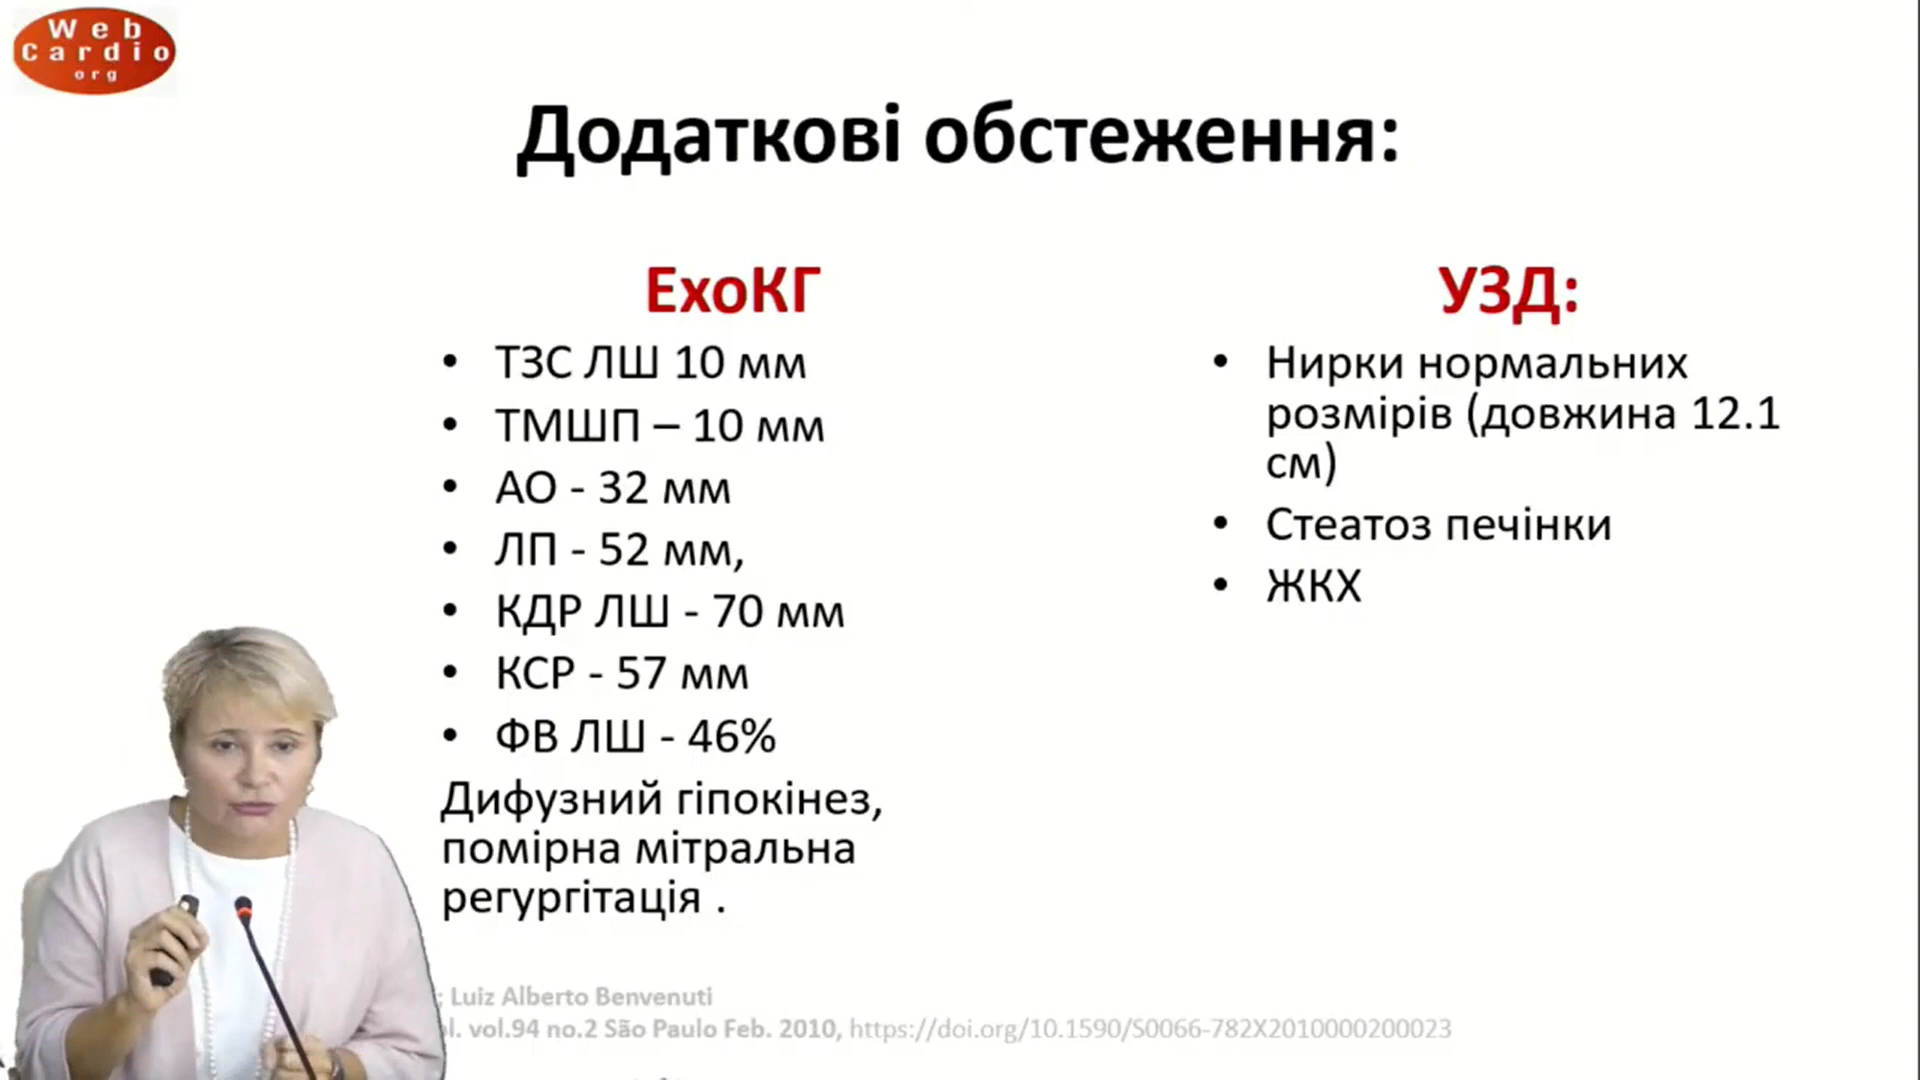 Web
Cardio
org
Додаткові обстеження:
ЕхоКГ
• ТЗС ЛШ 10 мм
• ТМШП – 10 мм
• АО - 32 мм
• ЛП - 52 мм,
• КДР ЛШ - 70 мм
• КСР - 57 мм
• ФВ ЛШ - 46%
Дифузний гіпокінез,
помірна мітральна
регургітація .
УЗД:
• Нирки нормальних
розмірів (довжина 12.1
см)
• Стеатоз печінки
• ЖКХ
; Luiz Alberto Benvenuti
l. vol.94 no.2 São Paulo Feb. 2010, https://doi.org/10.1590/S0066-782X2010000200023